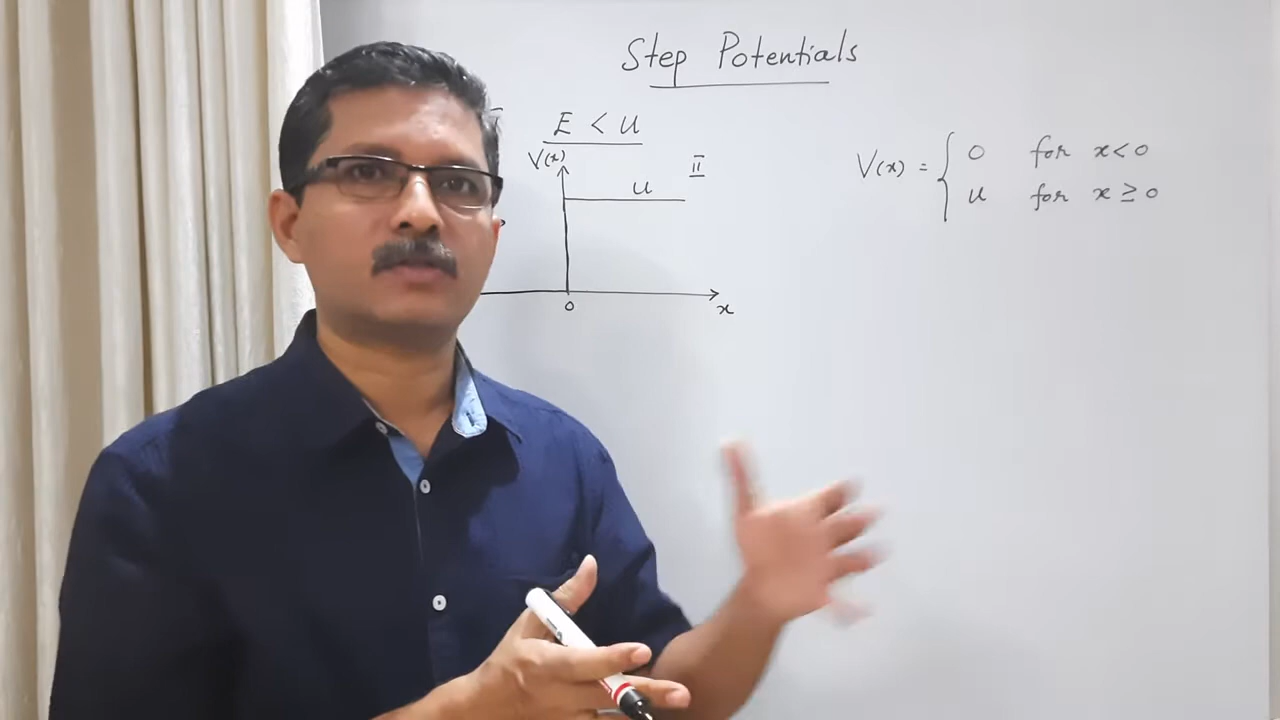 Step Potentials
E < U
V(x)
II
U
0
x
V(x) = { 0 for x < 0
U for x ≥ 0